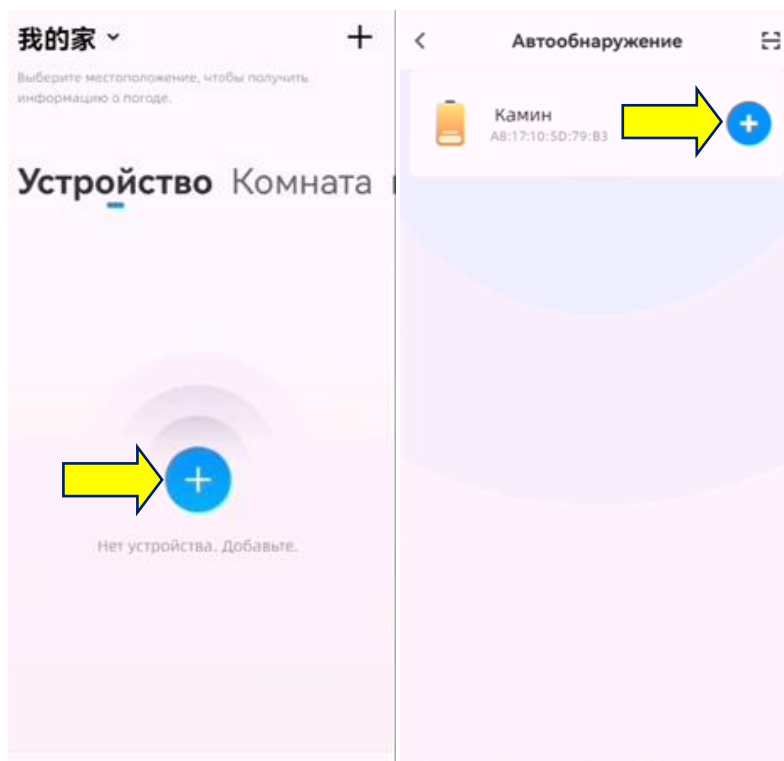 我的家
Выберите местоположение, чтобы получить
информацию о погоде.
Устройство Комната
Нет устройства. Добавьте.
Автообнаружение
Камин
A8:17:10:5D:79:B3